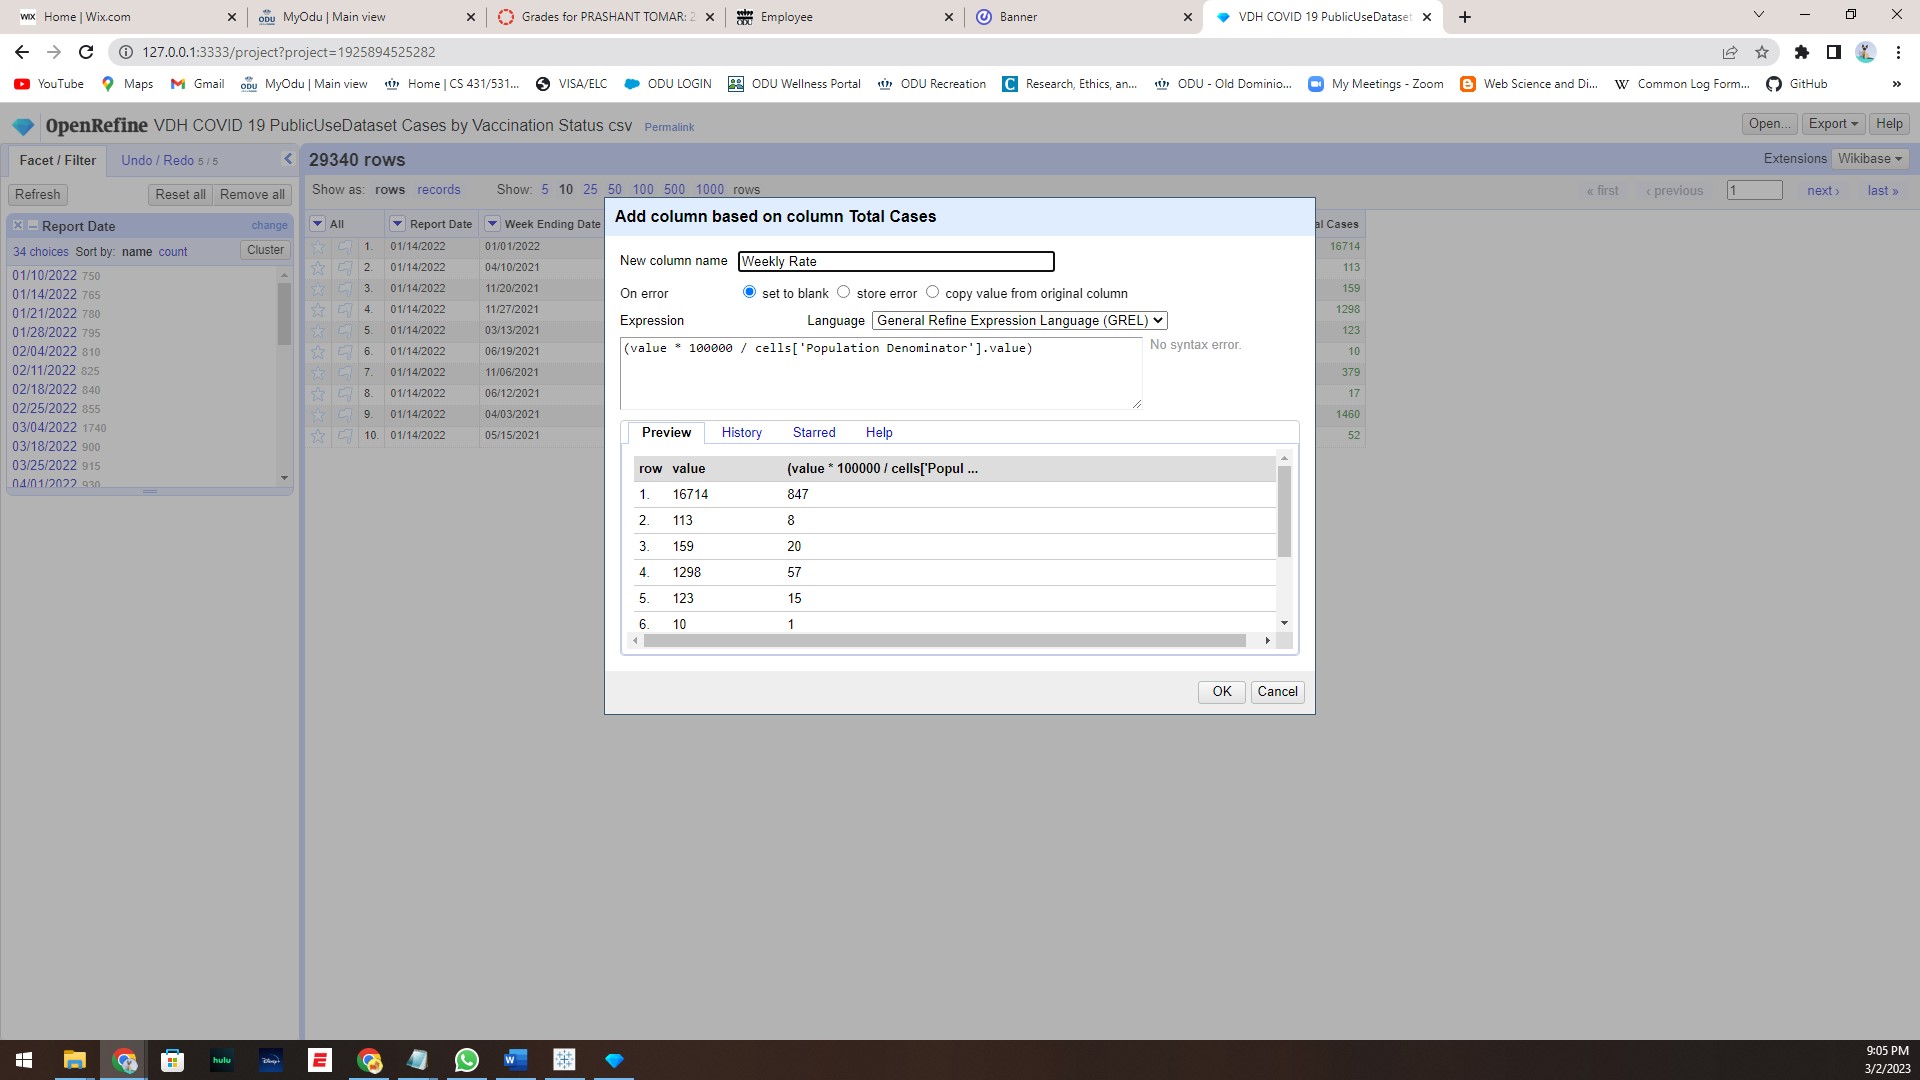 Home | Wix.com
MyOdu | Main view
Grades for PRASHANT TOMAR: 2
Employee
Banner
VDH COVID 19 PublicUseDataset
127.0.0.1:3333/project?project=1925894525282
YouTube
Maps
Gmail
MyOdu | Main view
Home | CS 431/531...
VISA/ELC
ODU LOGIN
ODU Wellness Portal
ODU Recreation
Research, Ethics, an...
ODU - Old Dominio...
My Meetings - Zoom
Web Science and Di...
Common Log Form...
GitHub
»
OpenRefine VDH COVID 19 PublicUseDataset Cases by Vaccination Status csv Permalink
Open... Export Help
Facet / Filter
Undo / Redo 5 / 5
29340 rows
Extensions Wikibase
Refresh Reset all Remove all
Show as: rows records Show: 5 10 25 50 100 500 1000 rows
« first ‹ previous 1 next › last »
Report Date change
34 choices Sort by: name count Cluster
01/10/2022 750
01/14/2022 765
01/21/2022 780
01/28/2022 795
02/04/2022 810
02/11/2022 825
02/18/2022 840
02/25/2022 855
03/04/2022 1740
03/18/2022 900
03/25/2022 915
04/01/2022 930
All Report Date Week Ending Date al Cases
1. 01/14/2022 01/01/2022 16714
2. 01/14/2022 04/10/2021 113
3. 01/14/2022 11/20/2021 159
4. 01/14/2022 11/27/2021 1298
5. 01/14/2022 03/13/2021 123
6. 01/14/2022 06/19/2021 10
7. 01/14/2022 11/06/2021 379
8. 01/14/2022 06/12/2021 17
9. 01/14/2022 04/03/2021 1460
10. 01/14/2022 05/15/2021 52
Add column based on column Total Cases
New column name Weekly Rate
On error set to blank store error copy value from original column
Expression Language General Refine Expression Language (GREL)
(value * 100000 / cells['Population Denominator'].value)
No syntax error.
Preview History Starred Help
row value (value * 100000 / cells['Popul ...
1. 16714 847
2. 113 8
3. 159 20
4. 1298 57
5. 123 15
6. 10 1
OK Cancel
hulu
Disney+
E
W
9:05 PM
3/2/2023